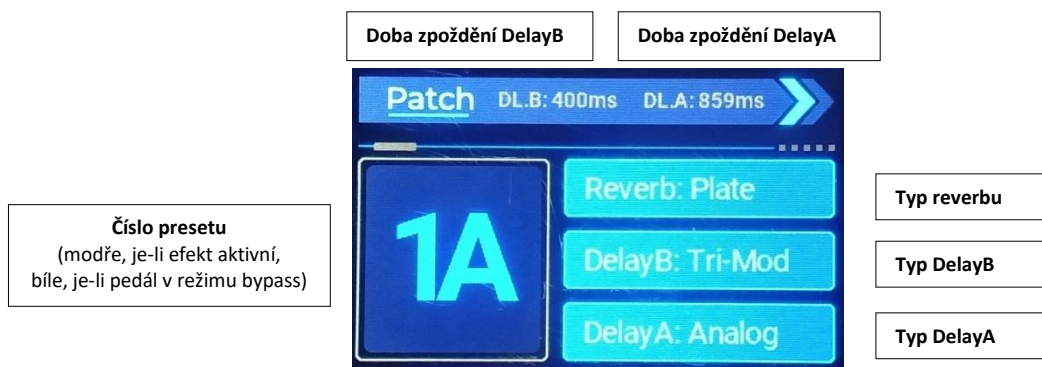 Doba zpoždění DelayB
Doba zpoždění DelayA
Patch DL.B: 400ms DL.A: 859ms
Číslo presetu
(modře, je-li efekt aktivní,
bíle, je-li pedál v režimu bypass)
1A
Reverb: Plate
DelayB: Tri-Mod
DelayA: Analog
Typ reverbu
Typ DelayB
Typ DelayA